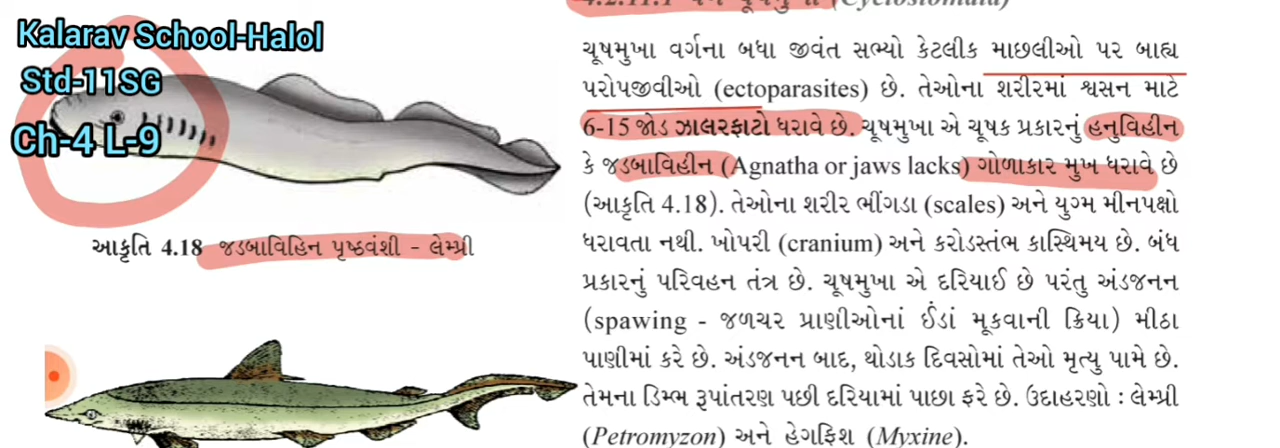 Kalarav School-Halol
Std-11SG
Ch-4 L-9
આકૃતિ 4.18 જડબાવિહિન પૃષ્ઠવંશી - લેમ્પ્રી
(Cyclostomata)
ચૂષમુખા વર્ગના બધા જીવંત સભ્યો કેટલીક માછલીઓ પર બાહ્ય
પરોપજીવીઓ (ectoparasites) છે. તેઓના શરીરમાં શ્વસન માટે
6-15 જોડ ઝાલરફાટો ધરાવે છે. ચૂષમુખા એ ચૂષક પ્રકારનું હનુવિહીન
કે જડબાવિહીન (Agnatha or jaws lacks) ગોળાકાર મુખ ધરાવે છે
(આકૃતિ 4.18). તેઓના શરીર ભીંગડા (scales) અને યુગ્મ મીનપક્ષો
ધરાવતા નથી. ખોપરી (cranium) અને કરોડસ્તંભ કાસ્થિમય છે. બંધ
પ્રકારનું પરિવહન તંત્ર છે. ચૂષમુખા એ દરિયાઈ છે પરંતુ અંડજનન
(spawing - જળચર પ્રાણીઓનાં ઈંડાં મૂકવાની ક્રિયા) મીઠા
પાણીમાં કરે છે. અંડજનન બાદ, થોડાક દિવસોમાં તેઓ મૃત્યુ પામે છે.
તેમના ડિમ્ભ રૂપાંતરણ પછી દરિયામાં પાછા ફરે છે. ઉદાહરણો : લેમ્પ્રી
(Petromyzon) અને હેગફિશ (Myxine).